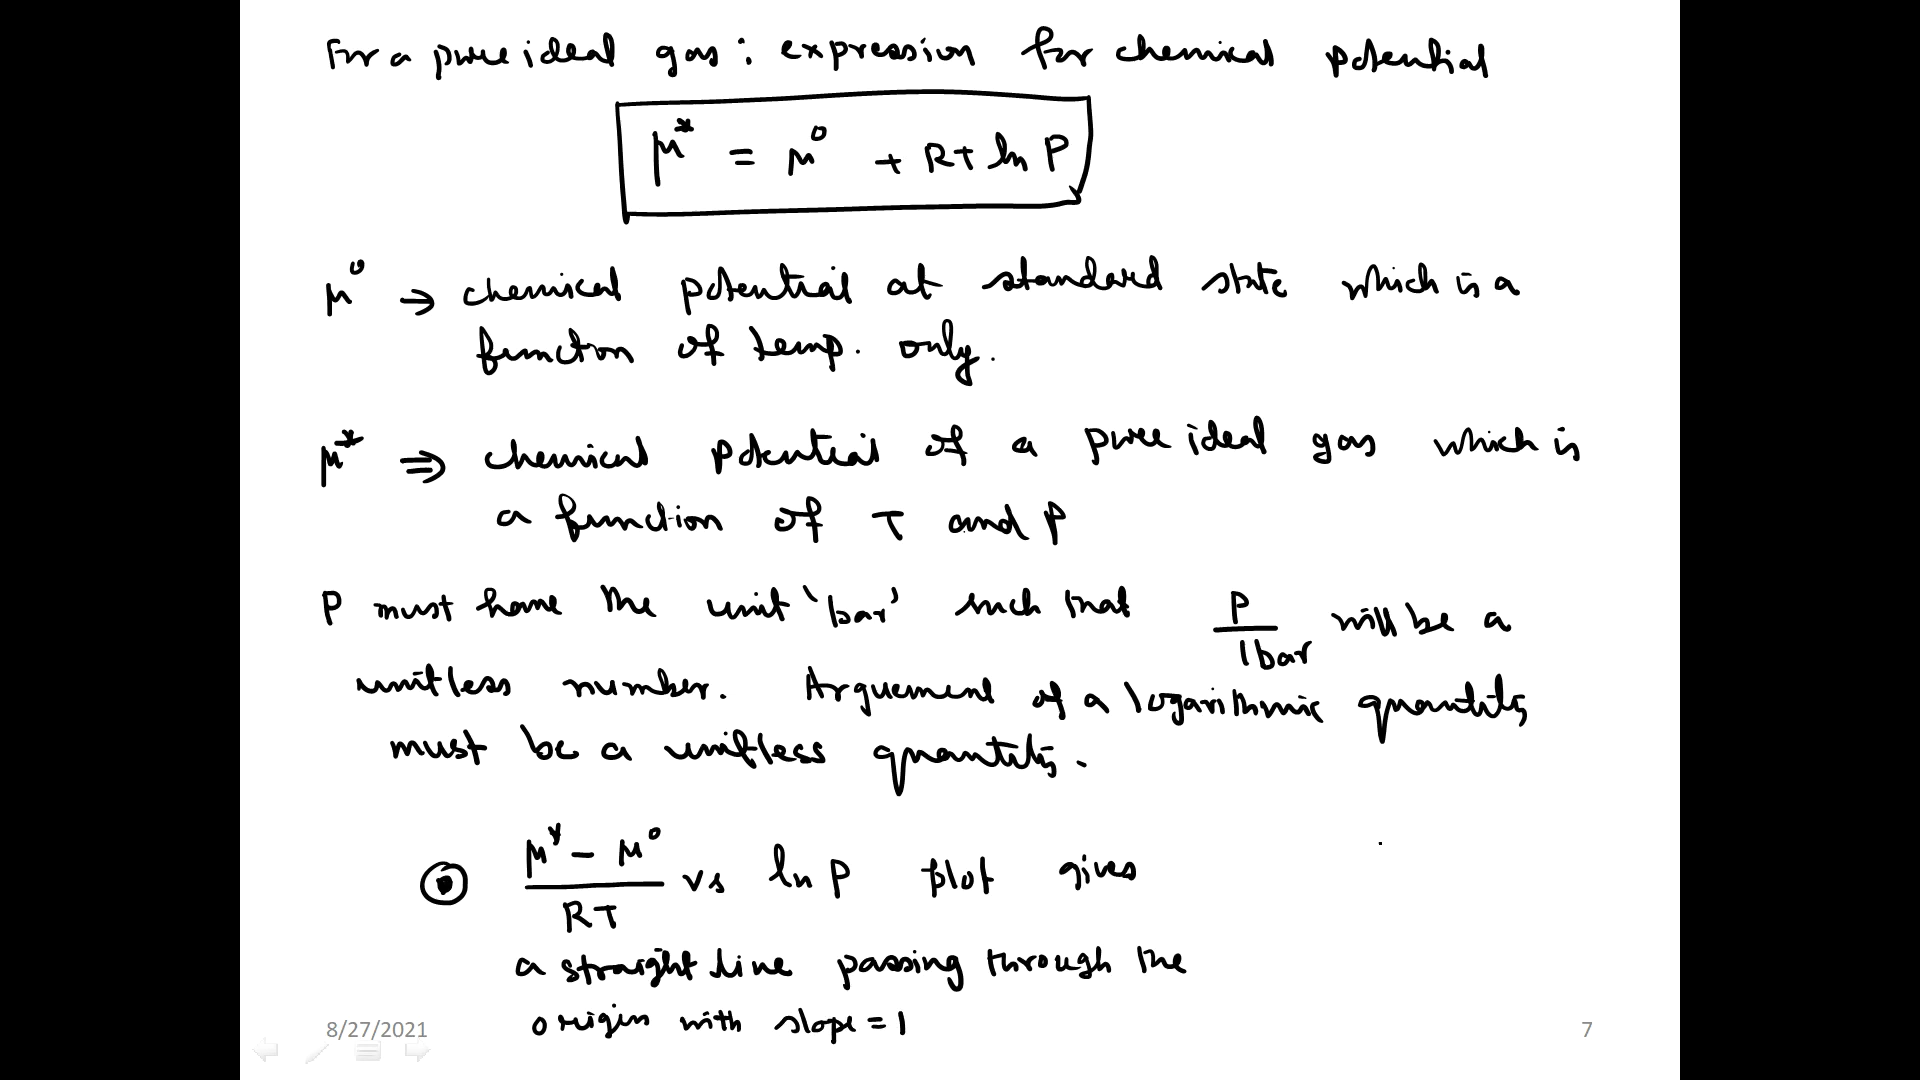 For a pure ideal gas: expression for chemical potential
μ* = μ⁰ + RT ln P
μ⁰ → chemical potential at standard state which is a
function of temp. only.
μ* ⇒ chemical potential of a pure ideal gas which is
a function of T and P
P must have the unit 'bar' such that P/1bar will be a
unitless number. Arguement of a logarithmic quantity
must be a unitless quantity.
(μ* - μ⁰)/RT vs ln P plot gives
a straight line passing through the
origin with slope = 1
8/27/2021
7